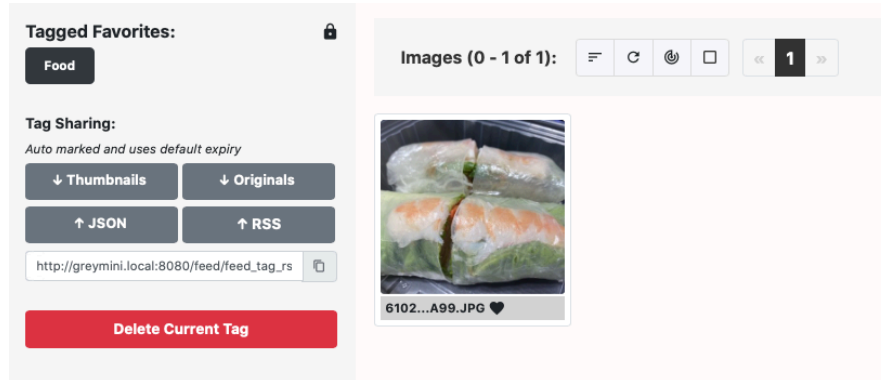 Tagged Favorites:
Food
Tag Sharing:
Auto marked and uses default expiry
↓ Thumbnails
↓ Originals
↑ JSON
↑ RSS
http://greymini.local:8080/feed/feed_tag_rs
Delete Current Tag
Images (0 - 1 of 1):
« 1 »
6102...A99.JPG